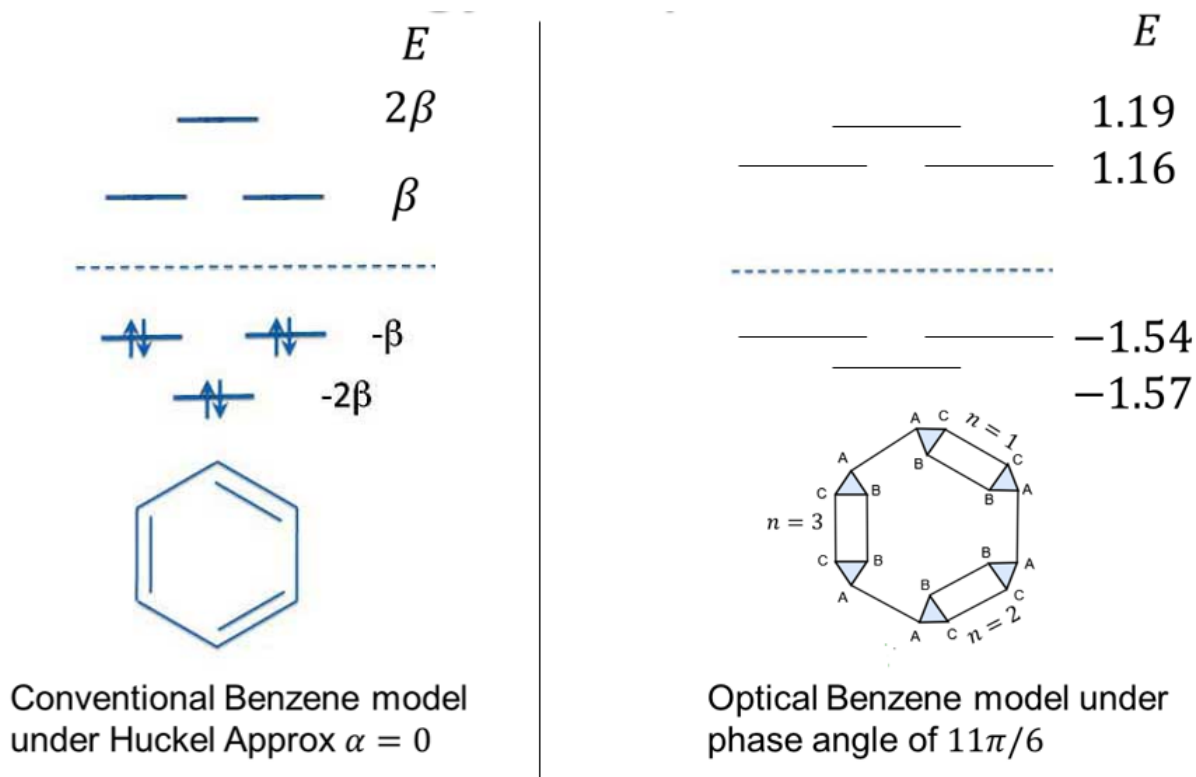 E
2β
β
-β
-2β
Conventional Benzene model
under Huckel Approx α = 0
E
1.19
1.16
−1.54
−1.57
A C n = 1
B
C
B A
A
C B
n = 3
C B
A
B A
C
B
A C n = 2
Optical Benzene model under
phase angle of 11π/6